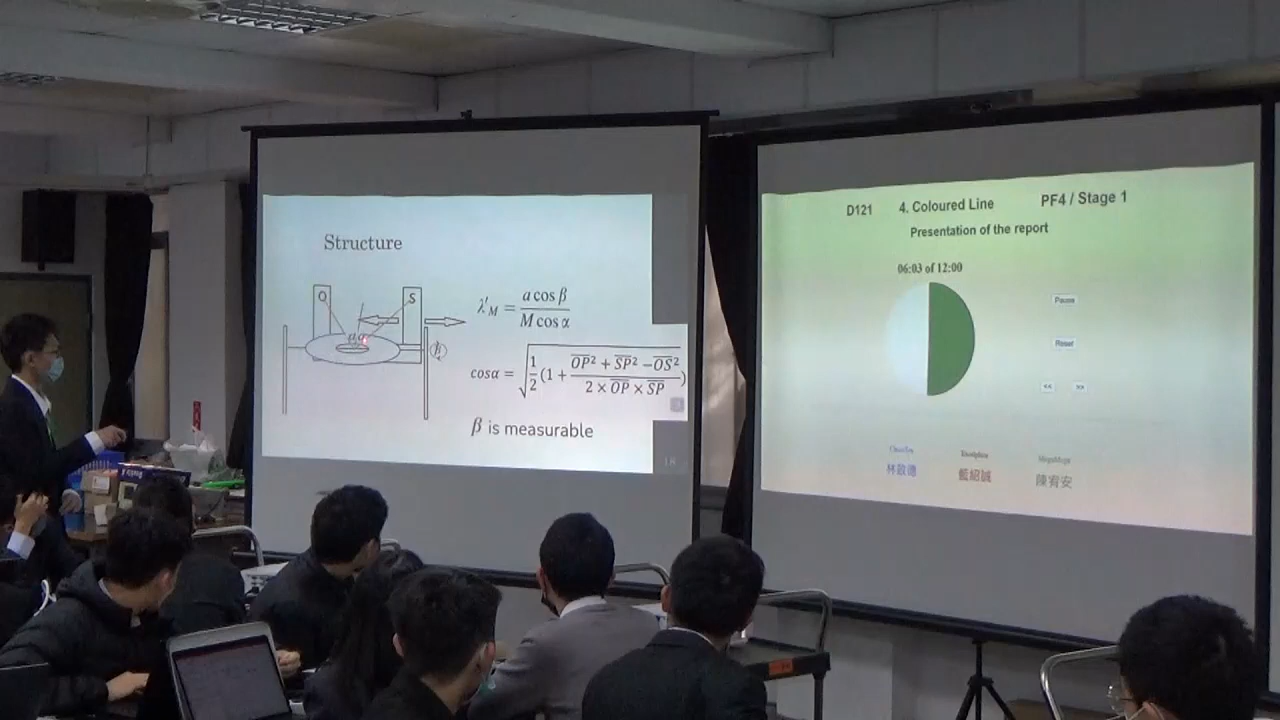 Structure
O
S
λ'_M = a cos β / M cos α
cosα = √(1/2 (1 + (OP² + SP² − OS²) / (2 × OP × SP)))
β is measurable
18
D121 4. Coloured Line PF4 / Stage 1
Presentation of the report
06:03 of 12:00
Pause
Reset
<< >>
林啟德 藍紹誠 陳宥安